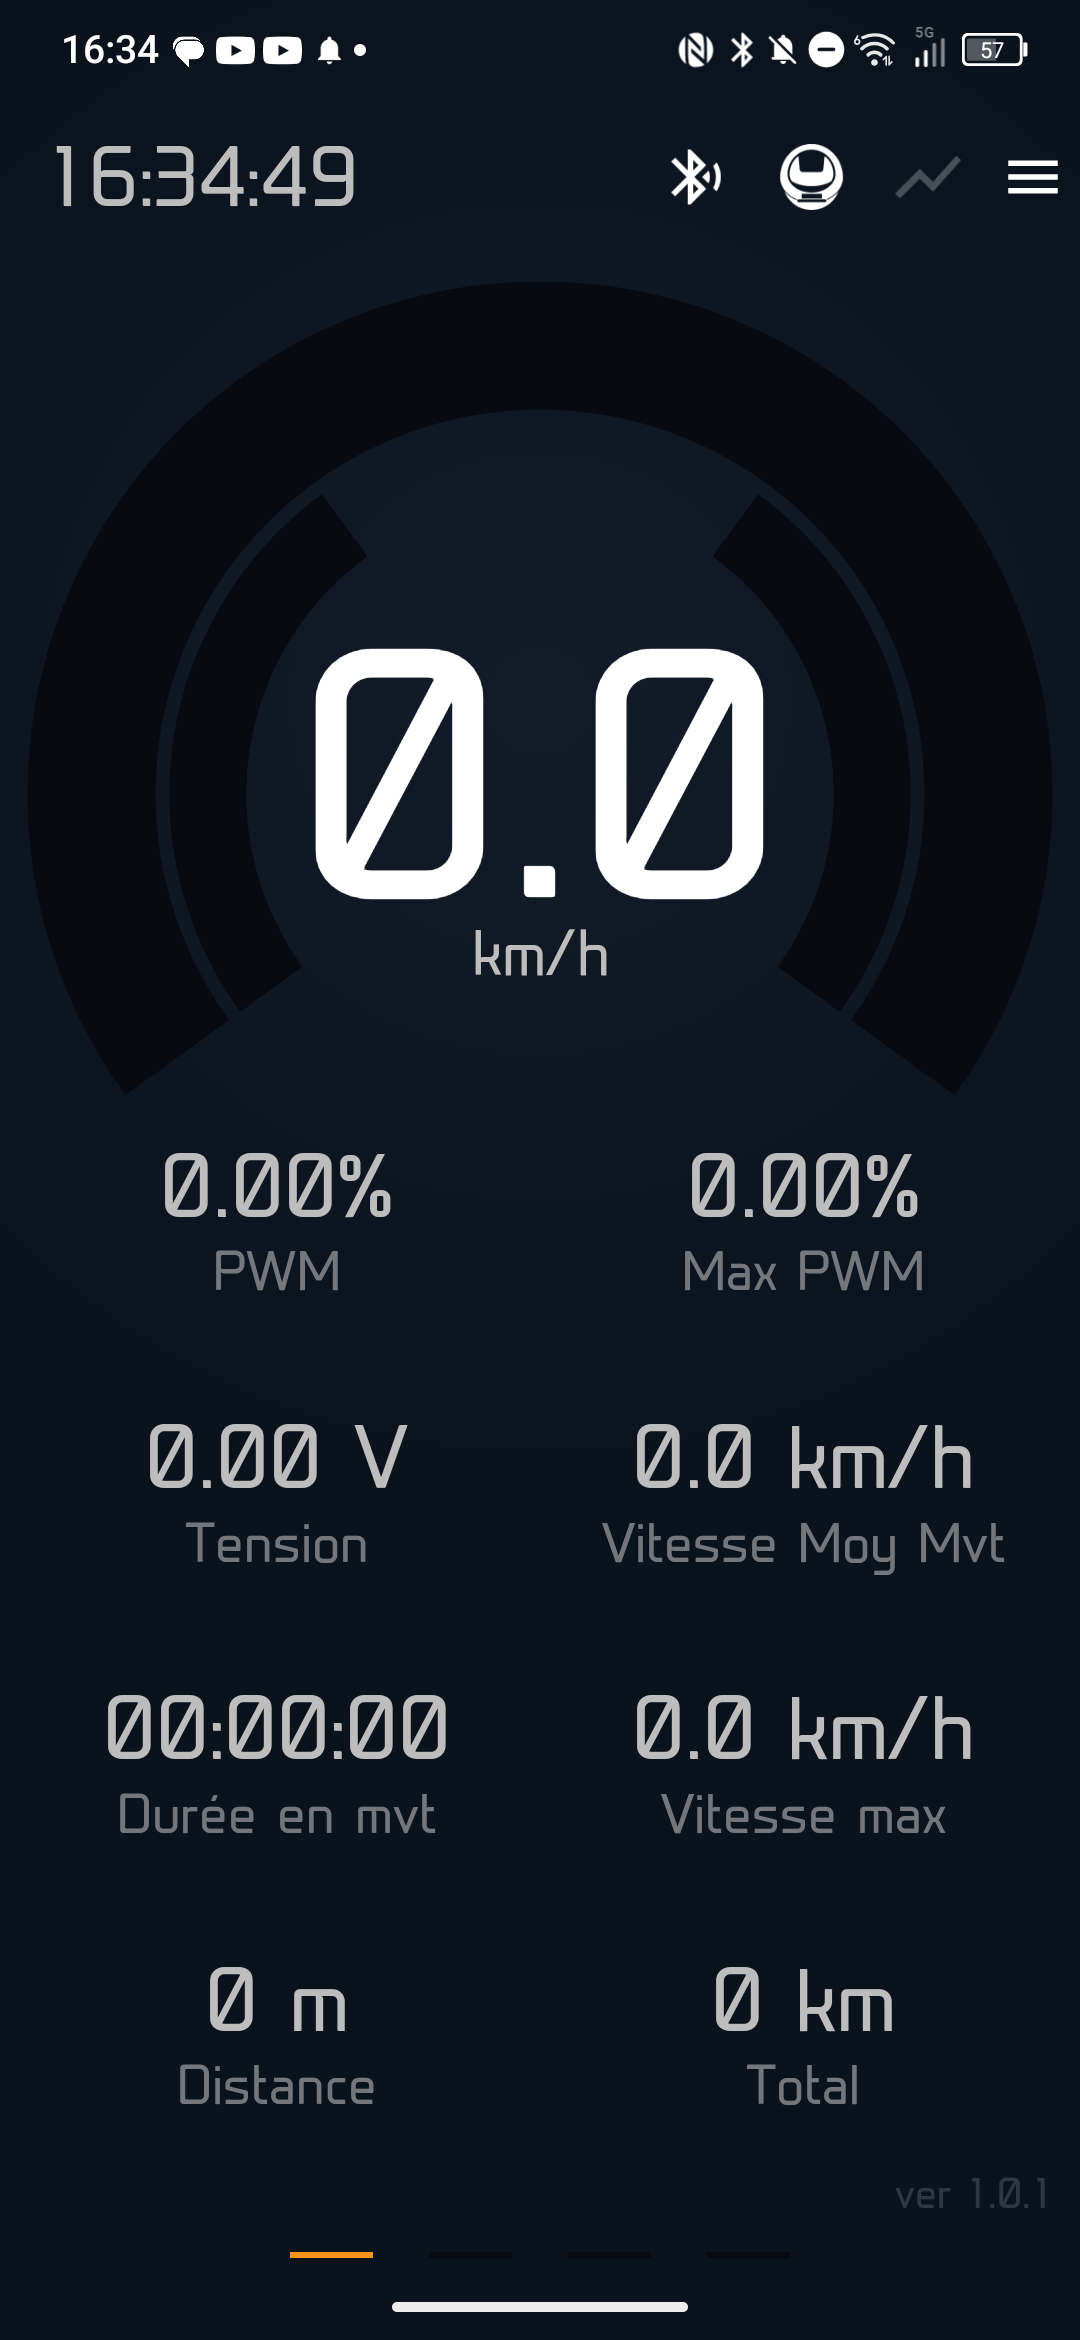 16:34
5G
6
57
16:34:49
0.0
km/h
0.00% 0.00%
PWM Max PWM
0.00 V 0.0 km/h
Tension Vitesse Moy Mvt
00:00:00 0.0 km/h
Durée en mvt Vitesse max
0 m 0 km
Distance Total
ver 1.0.1